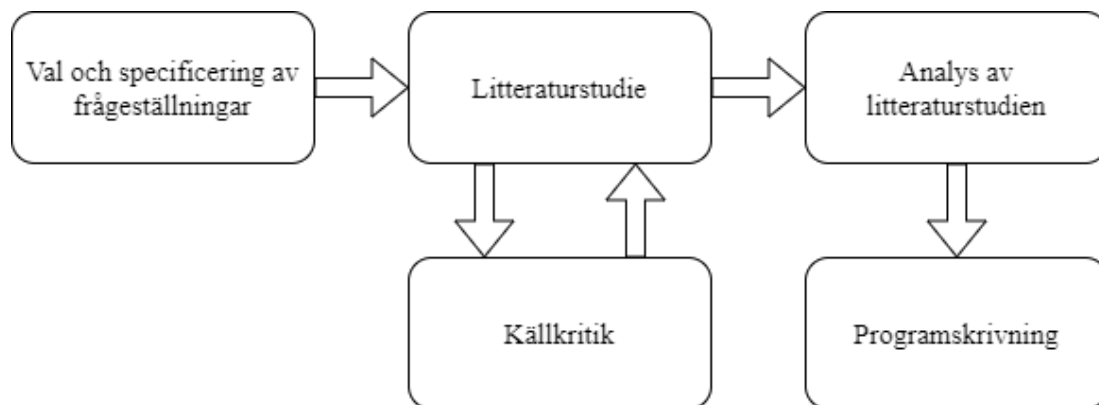 Val och specificering av
frågeställningar
Litteraturstudie
Analys av
litteraturstudien
Källkritik
Programskrivning